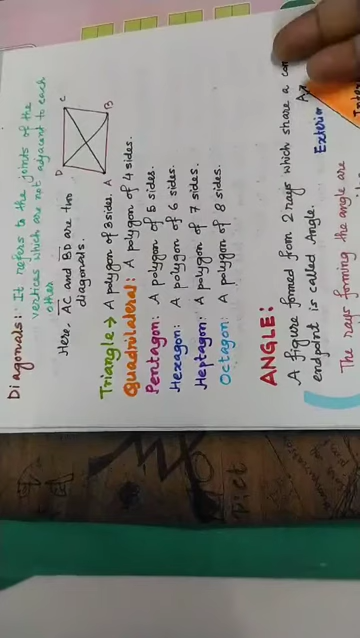 Diagonals: It refers to the joints of the
vertices which are not adjacent to each
other
Here, AC and BD are two
diagonals.
D
C
A
B
Triangle → A polygon of 3 sides.
Quadrilateral: A polygon of 4 sides.
Pentagon: A polygon of 5 sides.
Hexagon: A polygon of 6 sides.
Heptagon: A polygon of 7 sides.
Octagon: A polygon of 8 sides.
ANGLE:
A figure formed from 2 rays which share a
endpoint is called Angle.
Exterior
The rays forming the angle are
Pict